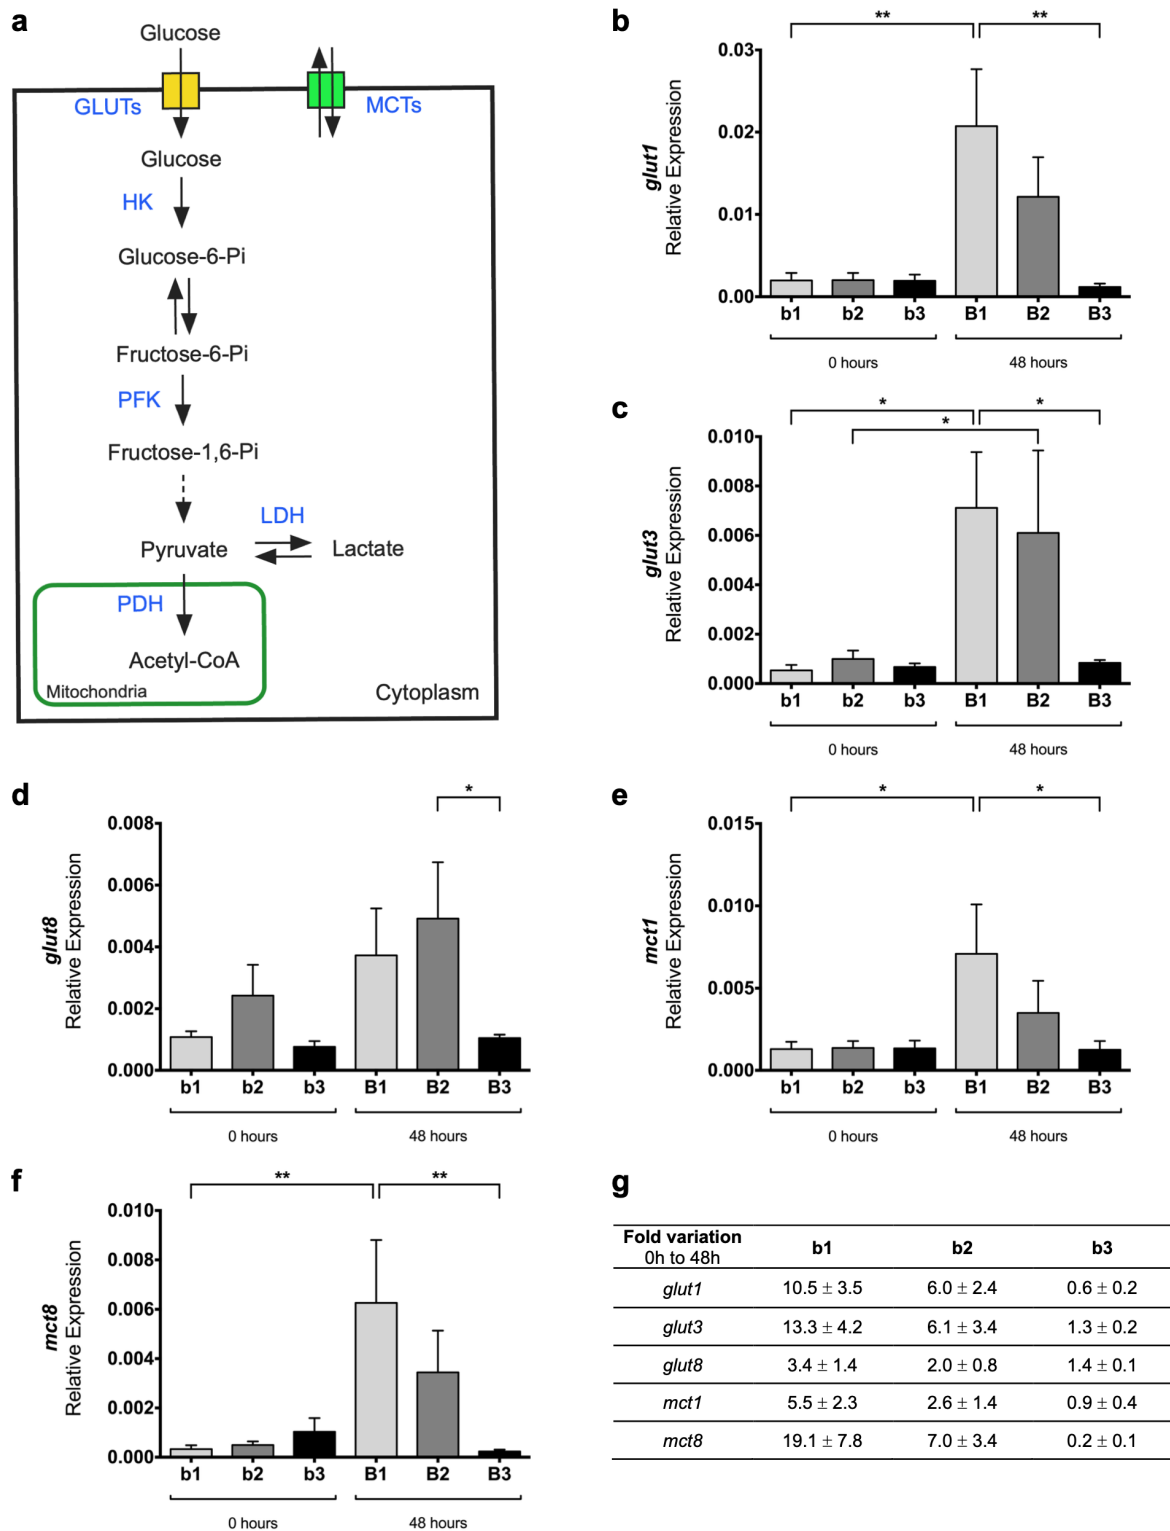 a
Glucose
GLUTs
MCTs
Glucose
HK
Glucose-6-Pi
Fructose-6-Pi
PFK
Fructose-1,6-Pi
LDH
Pyruvate
Lactate
PDH
Acetyl-CoA
Mitochondria
Cytoplasm
b
** **
glut1
Relative Expression
0.03
0.02
0.01
0.00
b1 b2 b3 B1 B2 B3
0 hours 48 hours
c
* *
*
glut3
Relative Expression
0.010
0.008
0.006
0.004
0.002
0.000
b1 b2 b3 B1 B2 B3
0 hours 48 hours
d
*
glut8
Relative Expression
0.008
0.006
0.004
0.002
0.000
b1 b2 b3 B1 B2 B3
0 hours 48 hours
e
* *
mct1
Relative Expression
0.015
0.010
0.005
0.000
b1 b2 b3 B1 B2 B3
0 hours 48 hours
f
** **
mct8
Relative Expression
0.010
0.008
0.006
0.004
0.002
0.000
b1 b2 b3 B1 B2 B3
0 hours 48 hours
g
Fold variation
0h to 48h
b1 b2 b3
glut1 10.5 ± 3.5 6.0 ± 2.4 0.6 ± 0.2
glut3 13.3 ± 4.2 6.1 ± 3.4 1.3 ± 0.2
glut8 3.4 ± 1.4 2.0 ± 0.8 1.4 ± 0.1
mct1 5.5 ± 2.3 2.6 ± 1.4 0.9 ± 0.4
mct8 19.1 ± 7.8 7.0 ± 3.4 0.2 ± 0.1